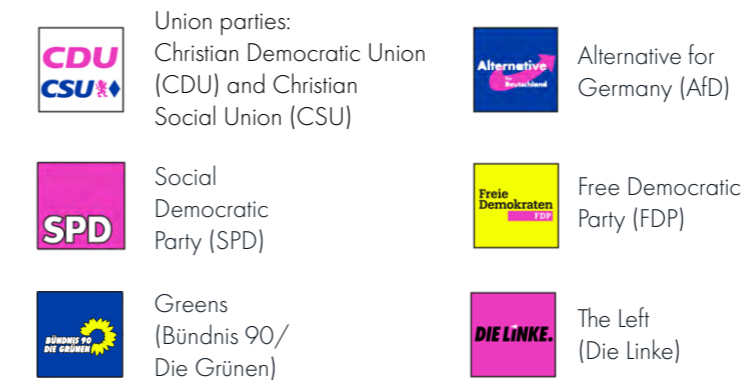 CDU
CSU
Union parties:
Christian Democratic Union
(CDU) and Christian
Social Union (CSU)
Alternative
für
Deutschland
Alternative for
Germany (AfD)
SPD
Social
Democratic
Party (SPD)
Freie
Demokraten
FDP
Free Democratic
Party (FDP)
BÜNDNIS 90
DIE GRÜNEN
Greens
(Bündnis 90/
Die Grünen)
DIE LINKE.
The Left
(Die Linke)